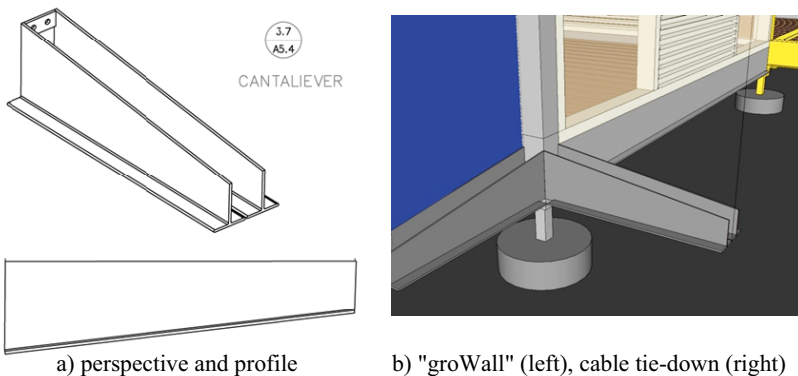 3.7
A5.4
CANTALIEVER
a) perspective and profile
b) "groWall" (left), cable tie-down (right)